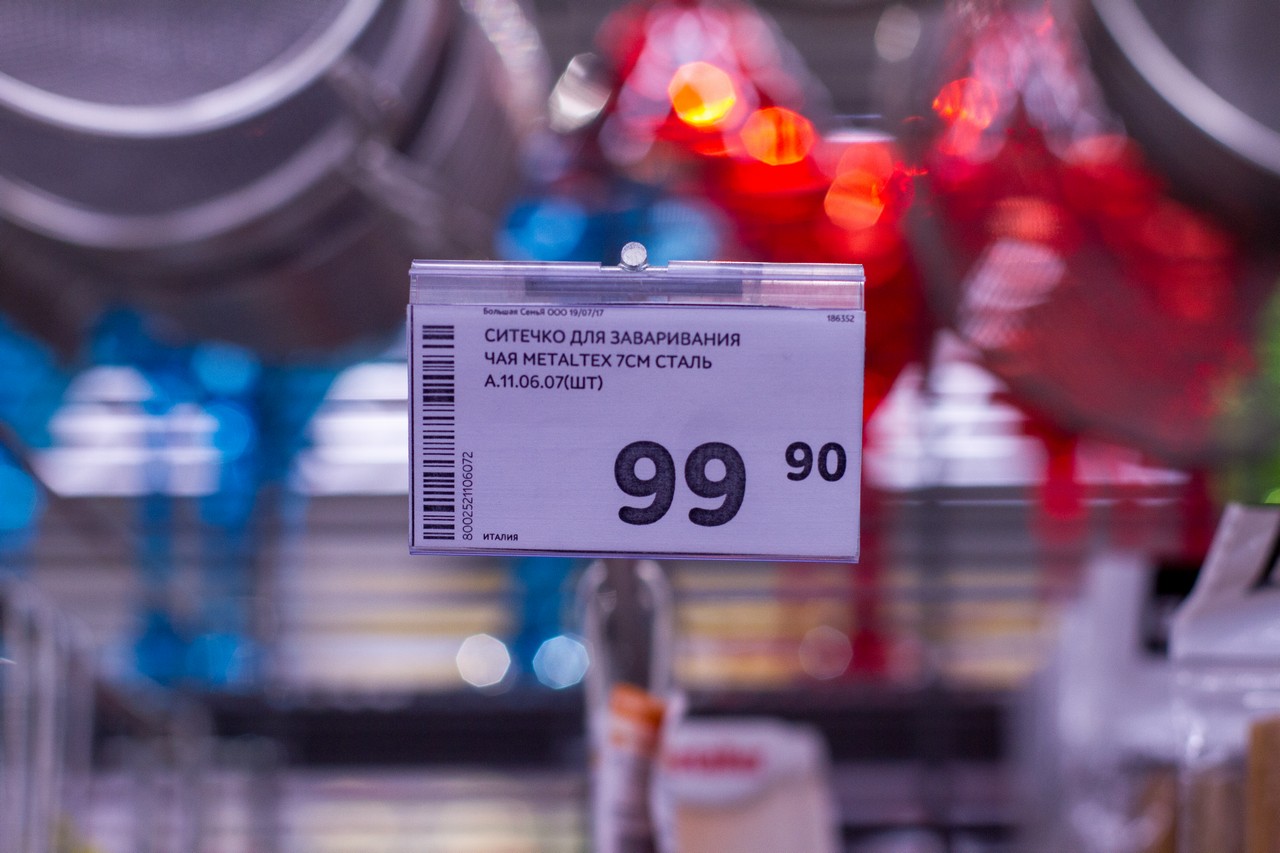 Большая СемьЯ ООО 19/07/17
186352
СИТЕЧКО ДЛЯ ЗАВАРИВАНИЯ
ЧАЯ METALTEX 7СМ СТАЛЬ
А.11.06.07(ШТ)
99 90
8002521106072
ИТАЛИЯ